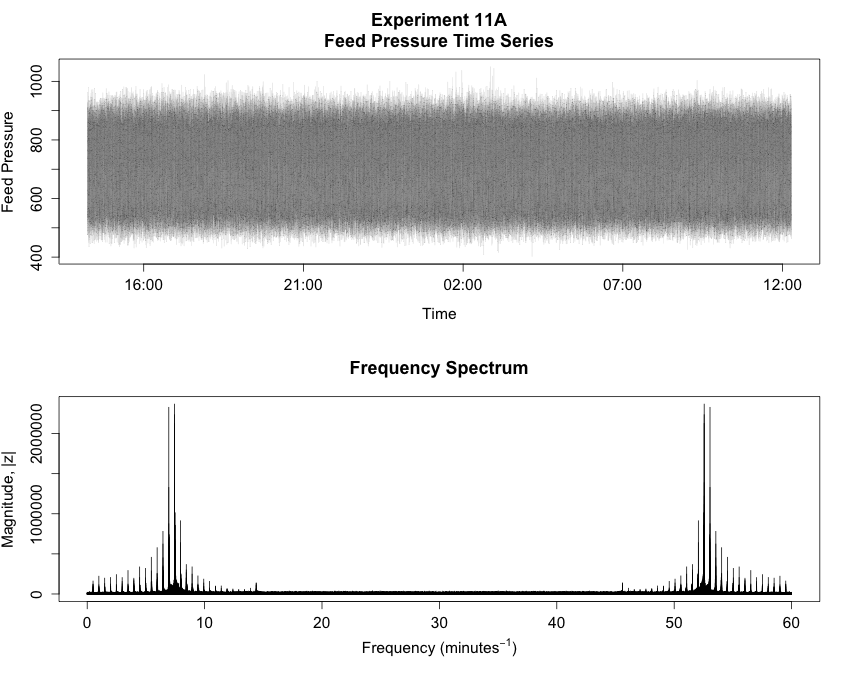 Experiment 11A
Feed Pressure Time Series
Feed Pressure
1000
800
600
400
16:00 21:00 02:00 07:00 12:00
Time
Frequency Spectrum
Magnitude, |z|
2000000
1000000
0
0 10 20 30 40 50 60
Frequency (minutes⁻¹)